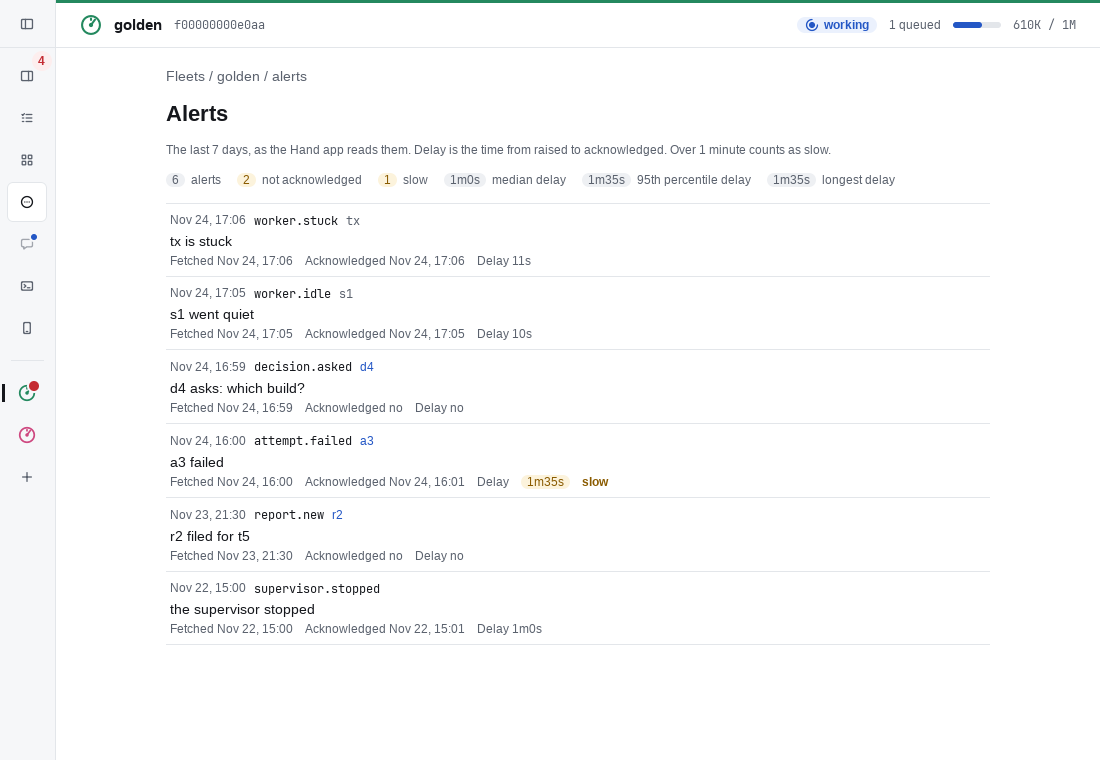 golden f00000000e0aa working 1 queued 610K / 1M
4
Fleets / golden / alerts
Alerts
The last 7 days, as the Hand app reads them. Delay is the time from raised to acknowledged. Over 1 minute counts as slow.
6 alerts 2 not acknowledged 1 slow 1m0s median delay 1m35s 95th percentile delay 1m35s longest delay
Nov 24, 17:06 worker.stuck tx
tx is stuck
Fetched Nov 24, 17:06 Acknowledged Nov 24, 17:06 Delay 11s
Nov 24, 17:05 worker.idle s1
s1 went quiet
Fetched Nov 24, 17:05 Acknowledged Nov 24, 17:05 Delay 10s
Nov 24, 16:59 decision.asked d4
d4 asks: which build?
Fetched Nov 24, 16:59 Acknowledged no Delay no
Nov 24, 16:00 attempt.failed a3
a3 failed
Fetched Nov 24, 16:00 Acknowledged Nov 24, 16:01 Delay 1m35s slow
Nov 23, 21:30 report.new r2
r2 filed for t5
Fetched Nov 23, 21:30 Acknowledged no Delay no
Nov 22, 15:00 supervisor.stopped
the supervisor stopped
Fetched Nov 22, 15:00 Acknowledged Nov 22, 15:01 Delay 1m0s